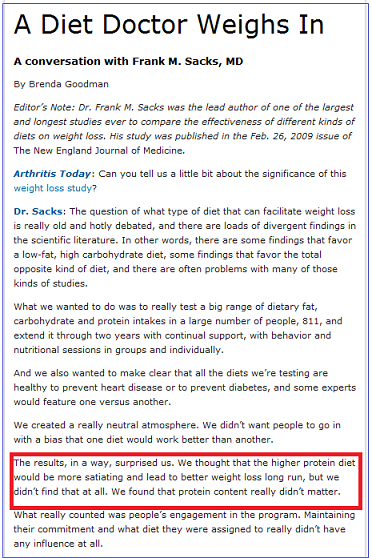 A Diet Doctor Weighs In
A conversation with Frank M. Sacks, MD
By Brenda Goodman
Editor's Note: Dr. Frank M. Sacks was the lead author of one of the largest
and longest studies ever to compare the effectiveness of different kinds of
diets on weight loss. His study was published in the Feb. 26, 2009 issue of
The New England Journal of Medicine.
Arthritis Today: Can you tell us a little bit about the significance of this
weight loss study?
Dr. Sacks: The question of what type of diet that can facilitate weight loss
is really old and hotly debated, and there are loads of divergent findings in
the scientific literature. In other words, there are some findings that favor
a low-fat, high carbohydrate diet, some findings that favor the total
opposite kind of diet, and there are often problems with many of those
kinds of studies.
What we wanted to do was to really test a big range of dietary fat,
carbohydrate and protein intakes in a large number of people, 811, and
extend it through two years with continual support, with behavior and
nutritional sessions in groups and individually.
And we also wanted to make clear that all the diets we're testing are
healthy to prevent heart disease or to prevent diabetes, and some experts
would feature one versus another.
We created a really neutral atmosphere. We didn't want people to go in
with a bias that one diet would work better than another.
The results, in a way, surprised us. We thought that the higher protein diet
would be more satiating and lead to better weight loss long run, but we
didn't find that at all. We found that protein content really didn't matter.
What really counted was people's engagement in the program. Maintaining
their commitment and what diet they were assigned to really didn't have
any influence at all.